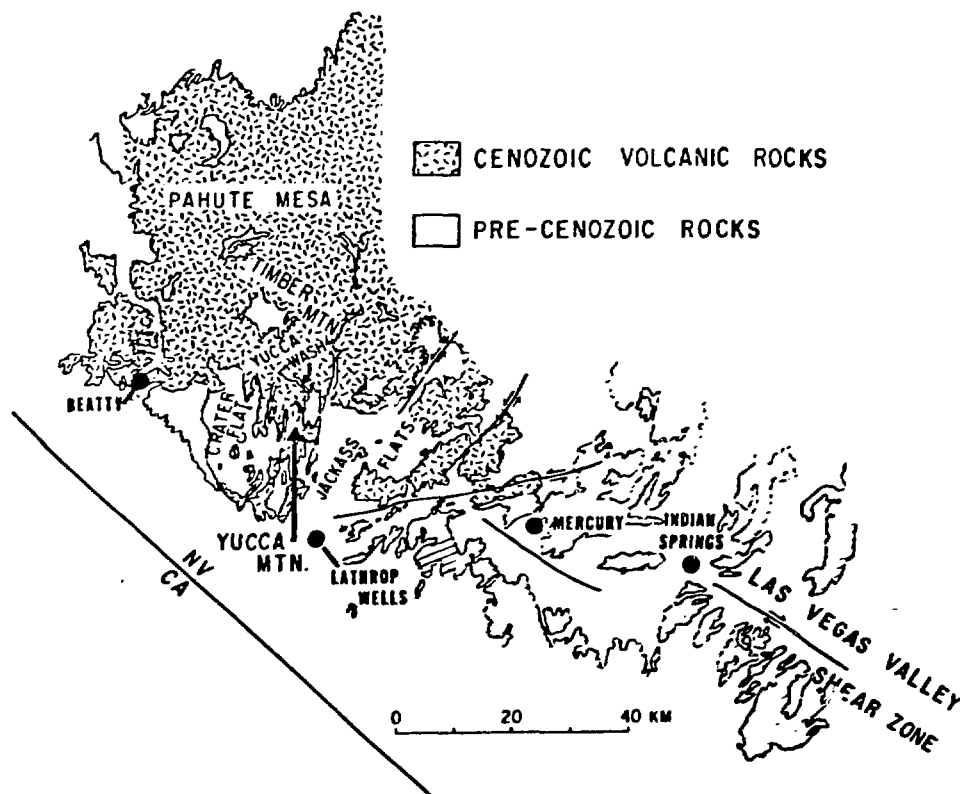 CENOZOIC VOLCANIC ROCKS
PAHUTE MESA
PRE-CENOZOIC ROCKS
TIMBER MTN
YUCCA
WASH
BEATTY
CRATER
FLAT
JACKASS
FLATS
YUCCA
MTN.
LATHROP
WELLS
MERCURY
INDIAN
SPRINGS
NV
CA
LAS VEGAS VALLEY
SHEAR ZONE
0 20 40 KM